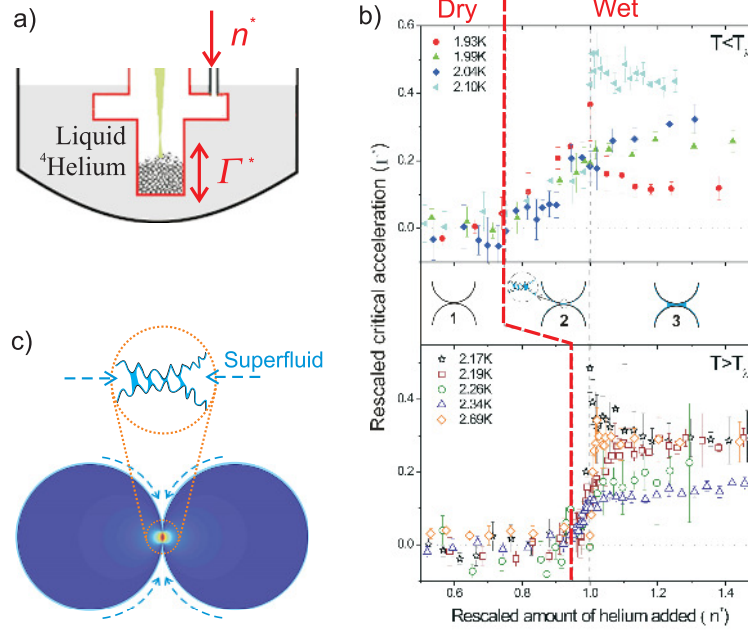 a)
n*
Liquid
⁴Helium
Γ*
b)
Dry
Wet
Rescaled critical acceleration (Γ*)
0.6
0.4
0.2
0.0
1.93K
1.99K
2.04K
2.10K
T<Tλ
1
2
3
0.4
0.2
0.0
2.17K
2.19K
2.26K
2.34K
2.69K
T>Tλ
0.6
0.8
1.0
1.2
1.4
Rescaled amount of helium added (n*)
c)
Superfluid